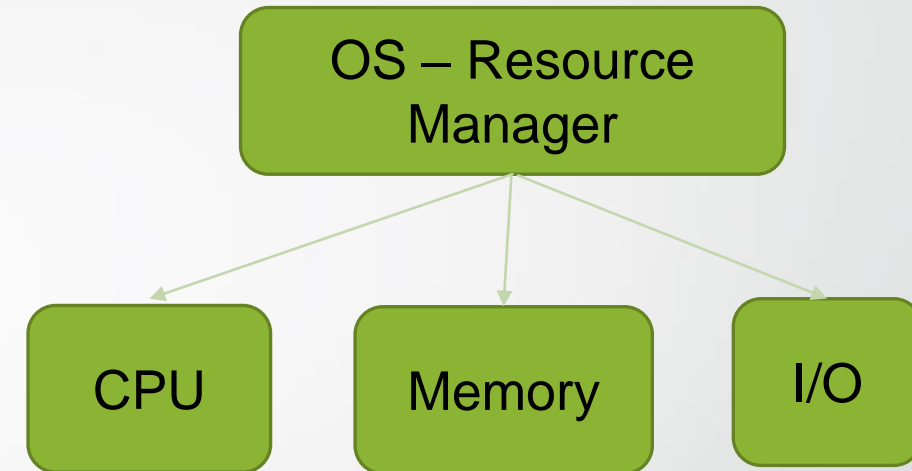 OS – Resource
Manager
CPU
Memory
I/O